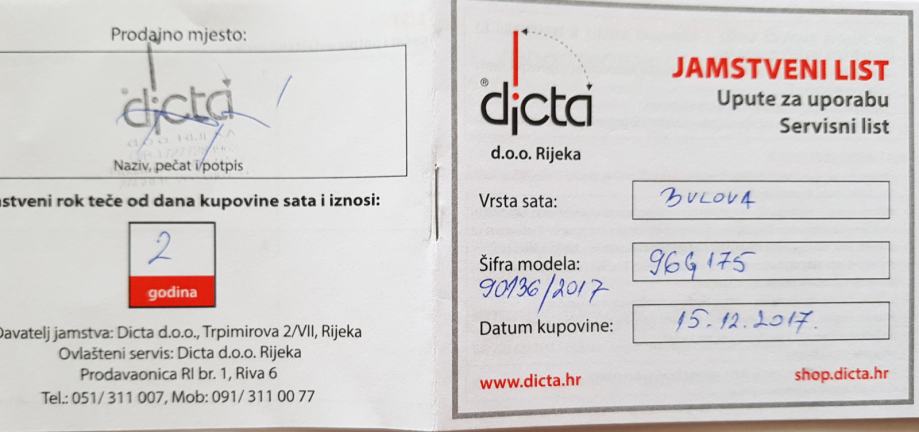 Prodajno mjesto:
dicta
Naziv, pečat i potpis
stveni rok teče od dana kupovine sata i iznosi:
2
godina
Davatelj jamstva: Dicta d.o.o., Trpimirova 2/VII, Rijeka
Ovlašteni servis: Dicta d.o.o. Rijeka
Prodavaonica RI br. 1, Riva 6
Tel.: 051/ 311 007, Mob: 091/ 311 00 77
® dicta
d.o.o. Rijeka
JAMSTVENI LIST
Upute za uporabu
Servisni list
Vrsta sata: BULOVA
Šifra modela: 96G175
90136/2017
Datum kupovine: 15.12.2017.
www.dicta.hr
shop.dicta.hr